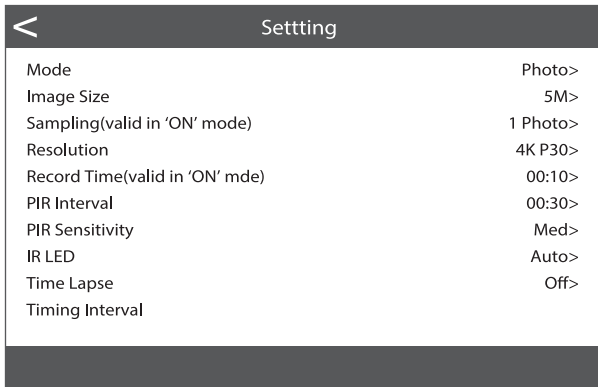 < Settting
Mode Photo>
Image Size 5M>
Sampling(valid in ‘ON’ mode) 1 Photo>
Resolution 4K P30>
Record Time(valid in ‘ON’ mde) 00:10>
PIR Interval 00:30>
PIR Sensitivity Med>
IR LED Auto>
Time Lapse Off>
Timing Interval